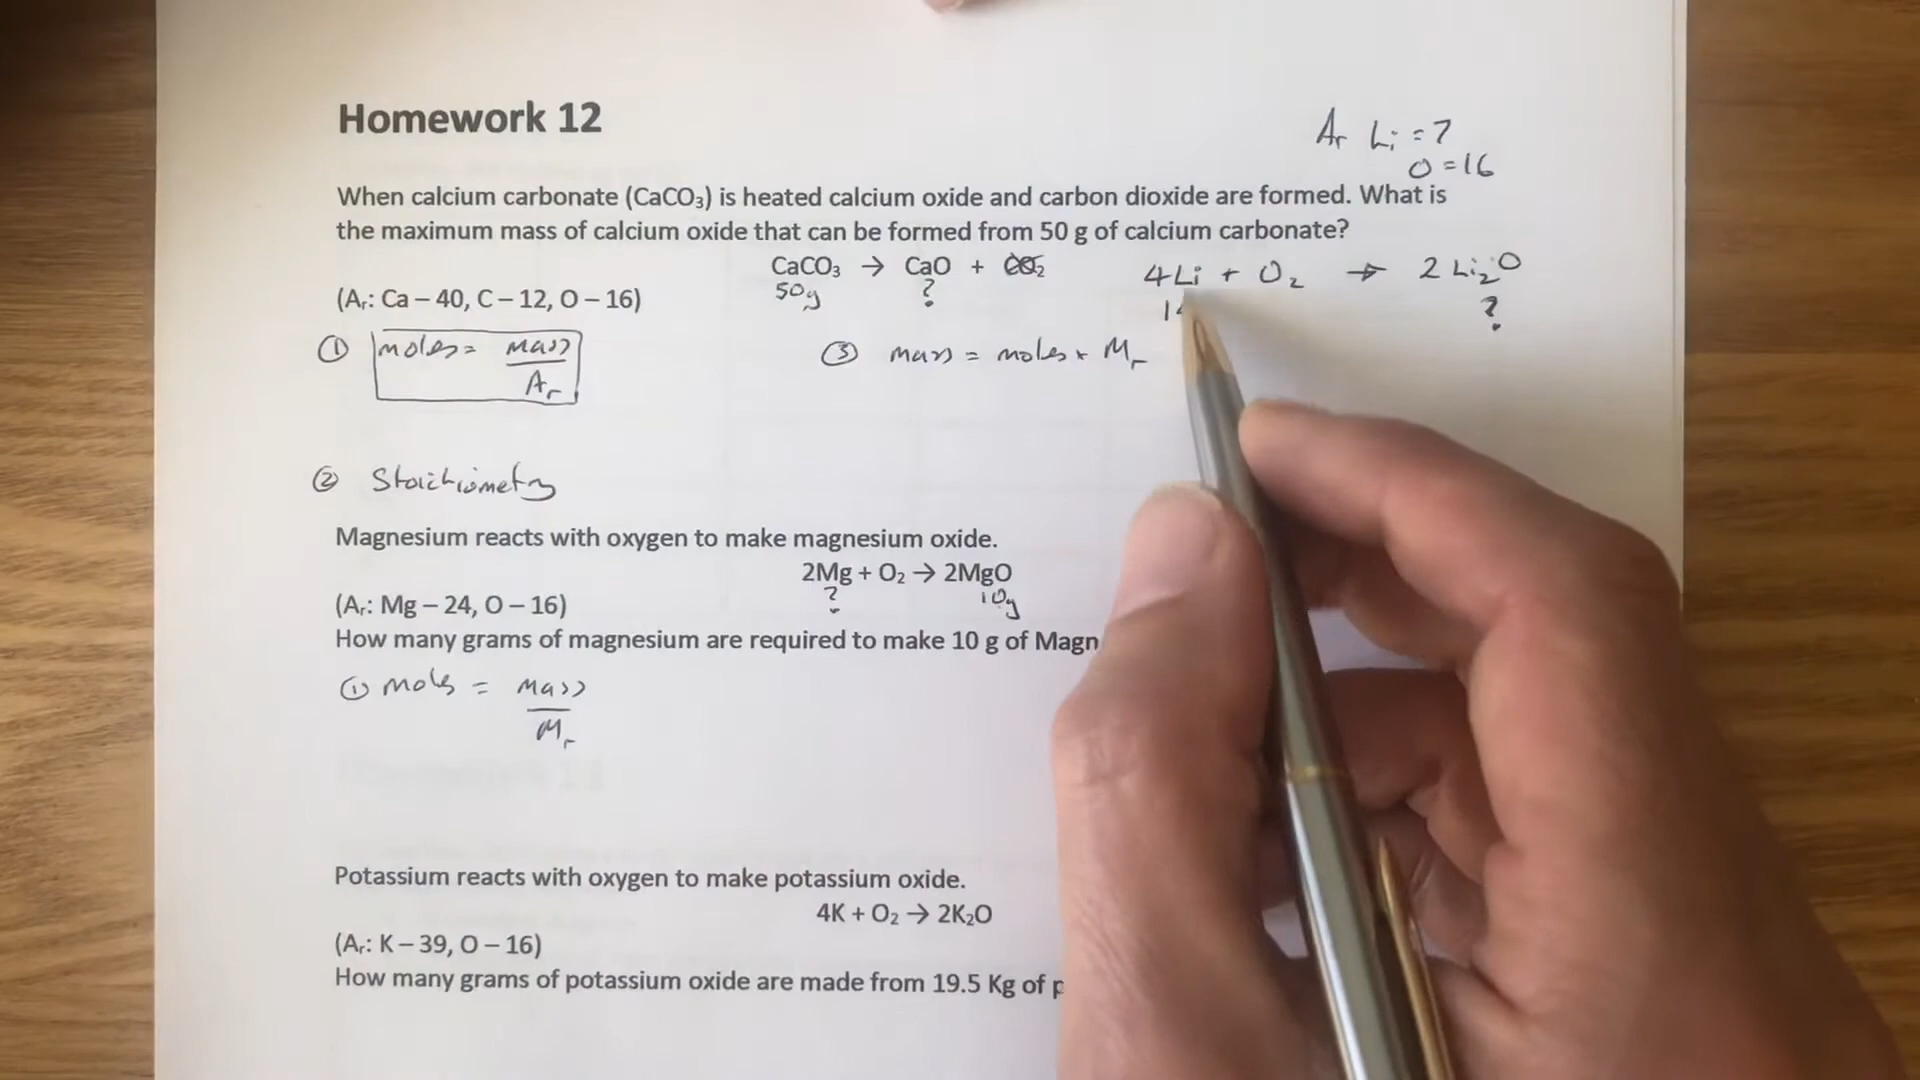 Homework 12
Ar Li = 7
O = 16
When calcium carbonate (CaCO₃) is heated calcium oxide and carbon dioxide are formed. What is
the maximum mass of calcium oxide that can be formed from 50 g of calcium carbonate?
CaCO₃ → CaO + CO₂
4Li + O₂ → 2Li₂O
50g ? ?
(Aᵣ: Ca – 40, C – 12, O – 16)
① moles = mass / Ar
③ mass = moles × Mr
② Stoichiometry
Magnesium reacts with oxygen to make magnesium oxide.
2Mg + O₂ → 2MgO
? 10g
(Aᵣ: Mg – 24, O – 16)
How many grams of magnesium are required to make 10 g of Magn
① moles = mass / Mr
Potassium reacts with oxygen to make potassium oxide.
4K + O₂ → 2K₂O
(Aᵣ: K – 39, O – 16)
How many grams of potassium oxide are made from 19.5 Kg of p